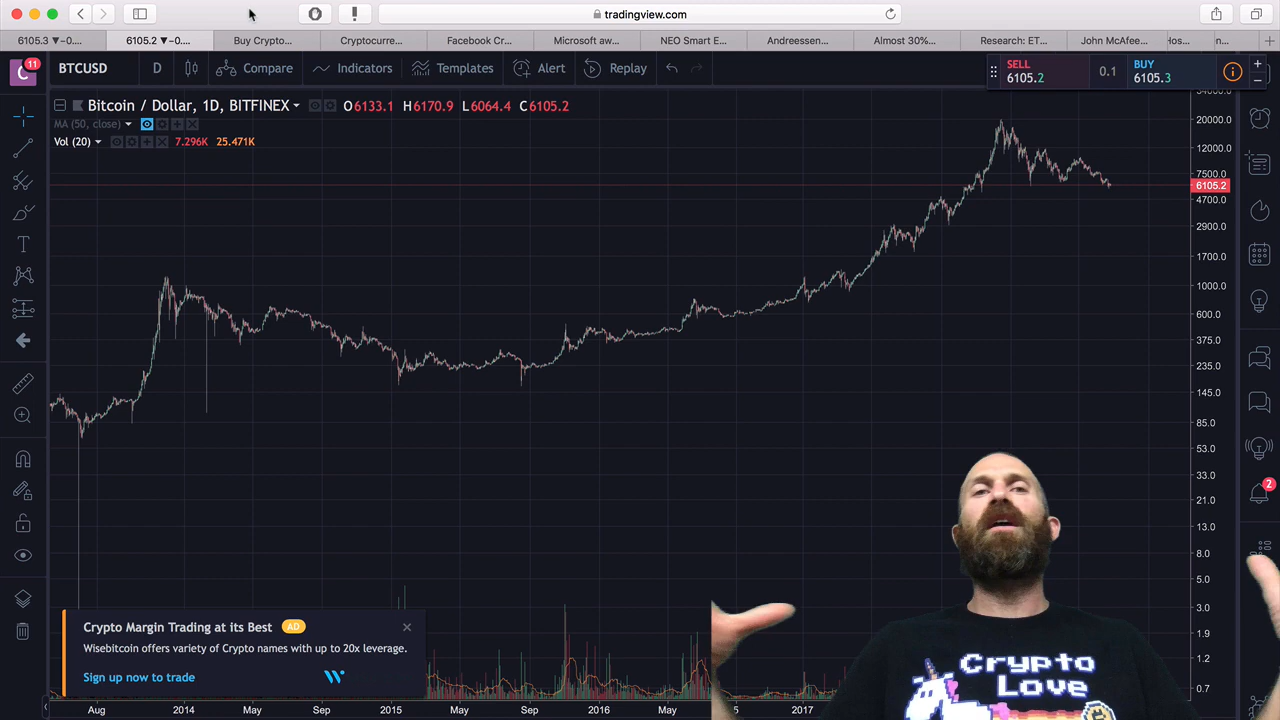 tradingview.com
6105.3 ▼−0....
6105.2 ▼−0....
Buy Crypto...
Cryptocurre...
Facebook Cr...
Microsoft aw...
NEO Smart E...
Andreessen...
Almost 30%...
Research: ET...
John McAfee...
Hos...
n...
C
11
BTCUSD
D
Compare
Indicators
Templates
Alert
Replay
SELL
6105.2
0.1
BUY
6105.3
Bitcoin / Dollar, 1D, BITFINEX
O6133.1 H6170.9 L6064.4 C6105.2
MA (50, close)
Vol (20)
7.296K 25.471K
34000.0
20000.0
12000.0
7500.0
6105.2
4700.0
2900.0
1700.0
1000.0
600.0
375.0
235.0
145.0
85.0
53.0
33.0
21.0
13.0
8.0
5.0
3.0
1.9
1.2
0.7
2
Crypto Margin Trading at its Best AD
Wisebitcoin offers variety of Crypto names with up to 20x leverage.
Sign up now to trade
Crypto
Love
Aug 2014 May Sep 2015 May Sep 2016 May Sep 2017